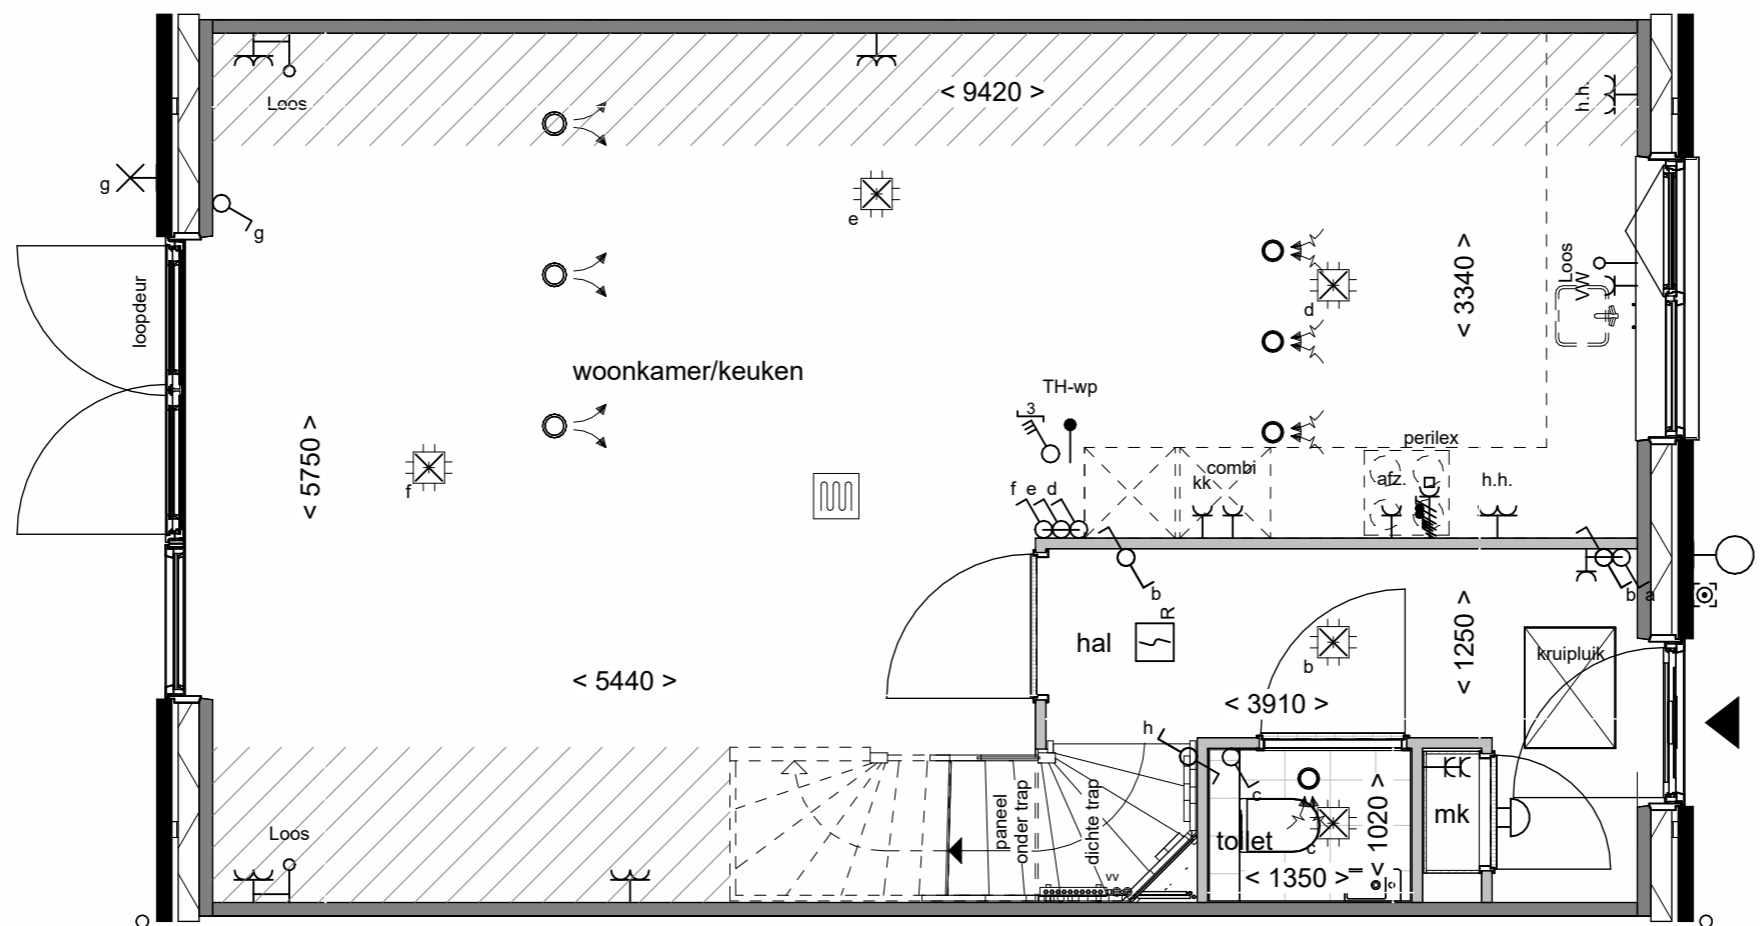 Loos
< 9420 >
h.h.
g
g
e
loopdeur
< 3340 >
Loos
VW
d
woonkamer/keuken
TH-wp
3
perilex
combi
kk
afz.
h.h.
< 5750 >
f
f e d
b
b a
hal
R
b
< 1250 >
kruipluik
< 5440 >
< 3910 >
h
c
paneel
onder trap
dichte trap
vv
toilet
c
< 1020 >
< 1350 >
mk
Loos